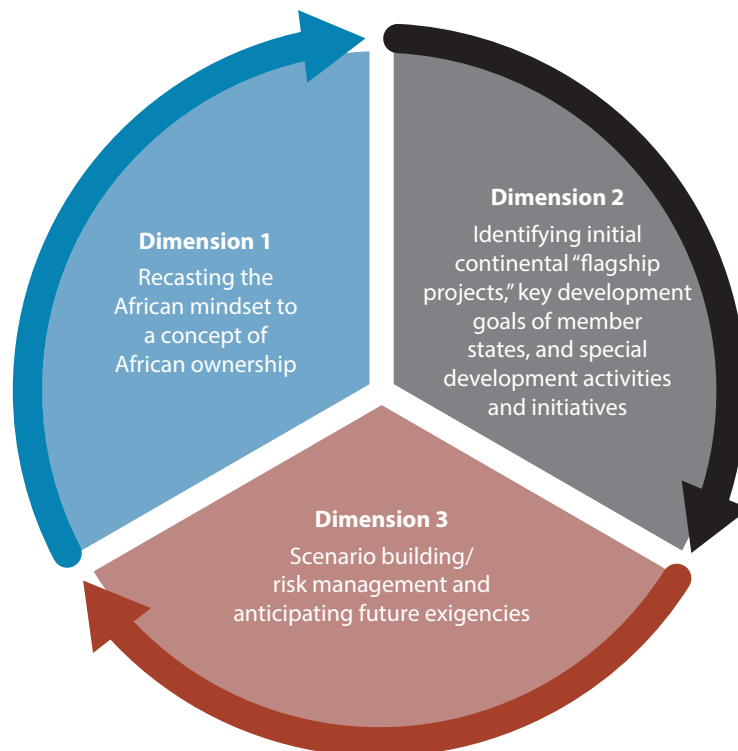 Dimension 1
Recasting the
African mindset to
a concept of
African ownership
Dimension 2
Identifying initial
continental “flagship
projects,” key development
goals of member
states, and special
development activities
and initiatives
Dimension 3
Scenario building/
risk management and
anticipating future exigencies